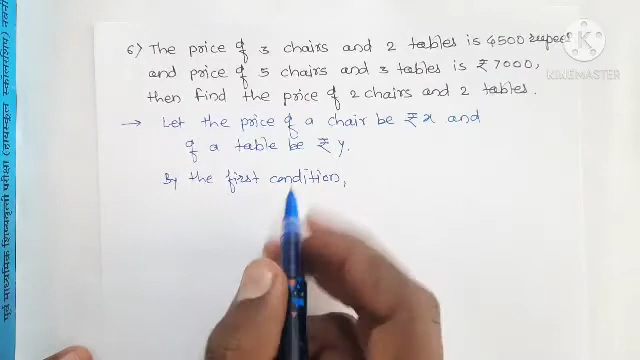 6) The price of 3 chairs and 2 tables is 4500 rupees
and price of 5 chairs and 3 tables is ₹ 7000,
then find the price of 2 chairs and 2 tables.
→ Let the price of a chair be ₹ x and
of a table be ₹ y.
By the first condition,
KINEMASTER